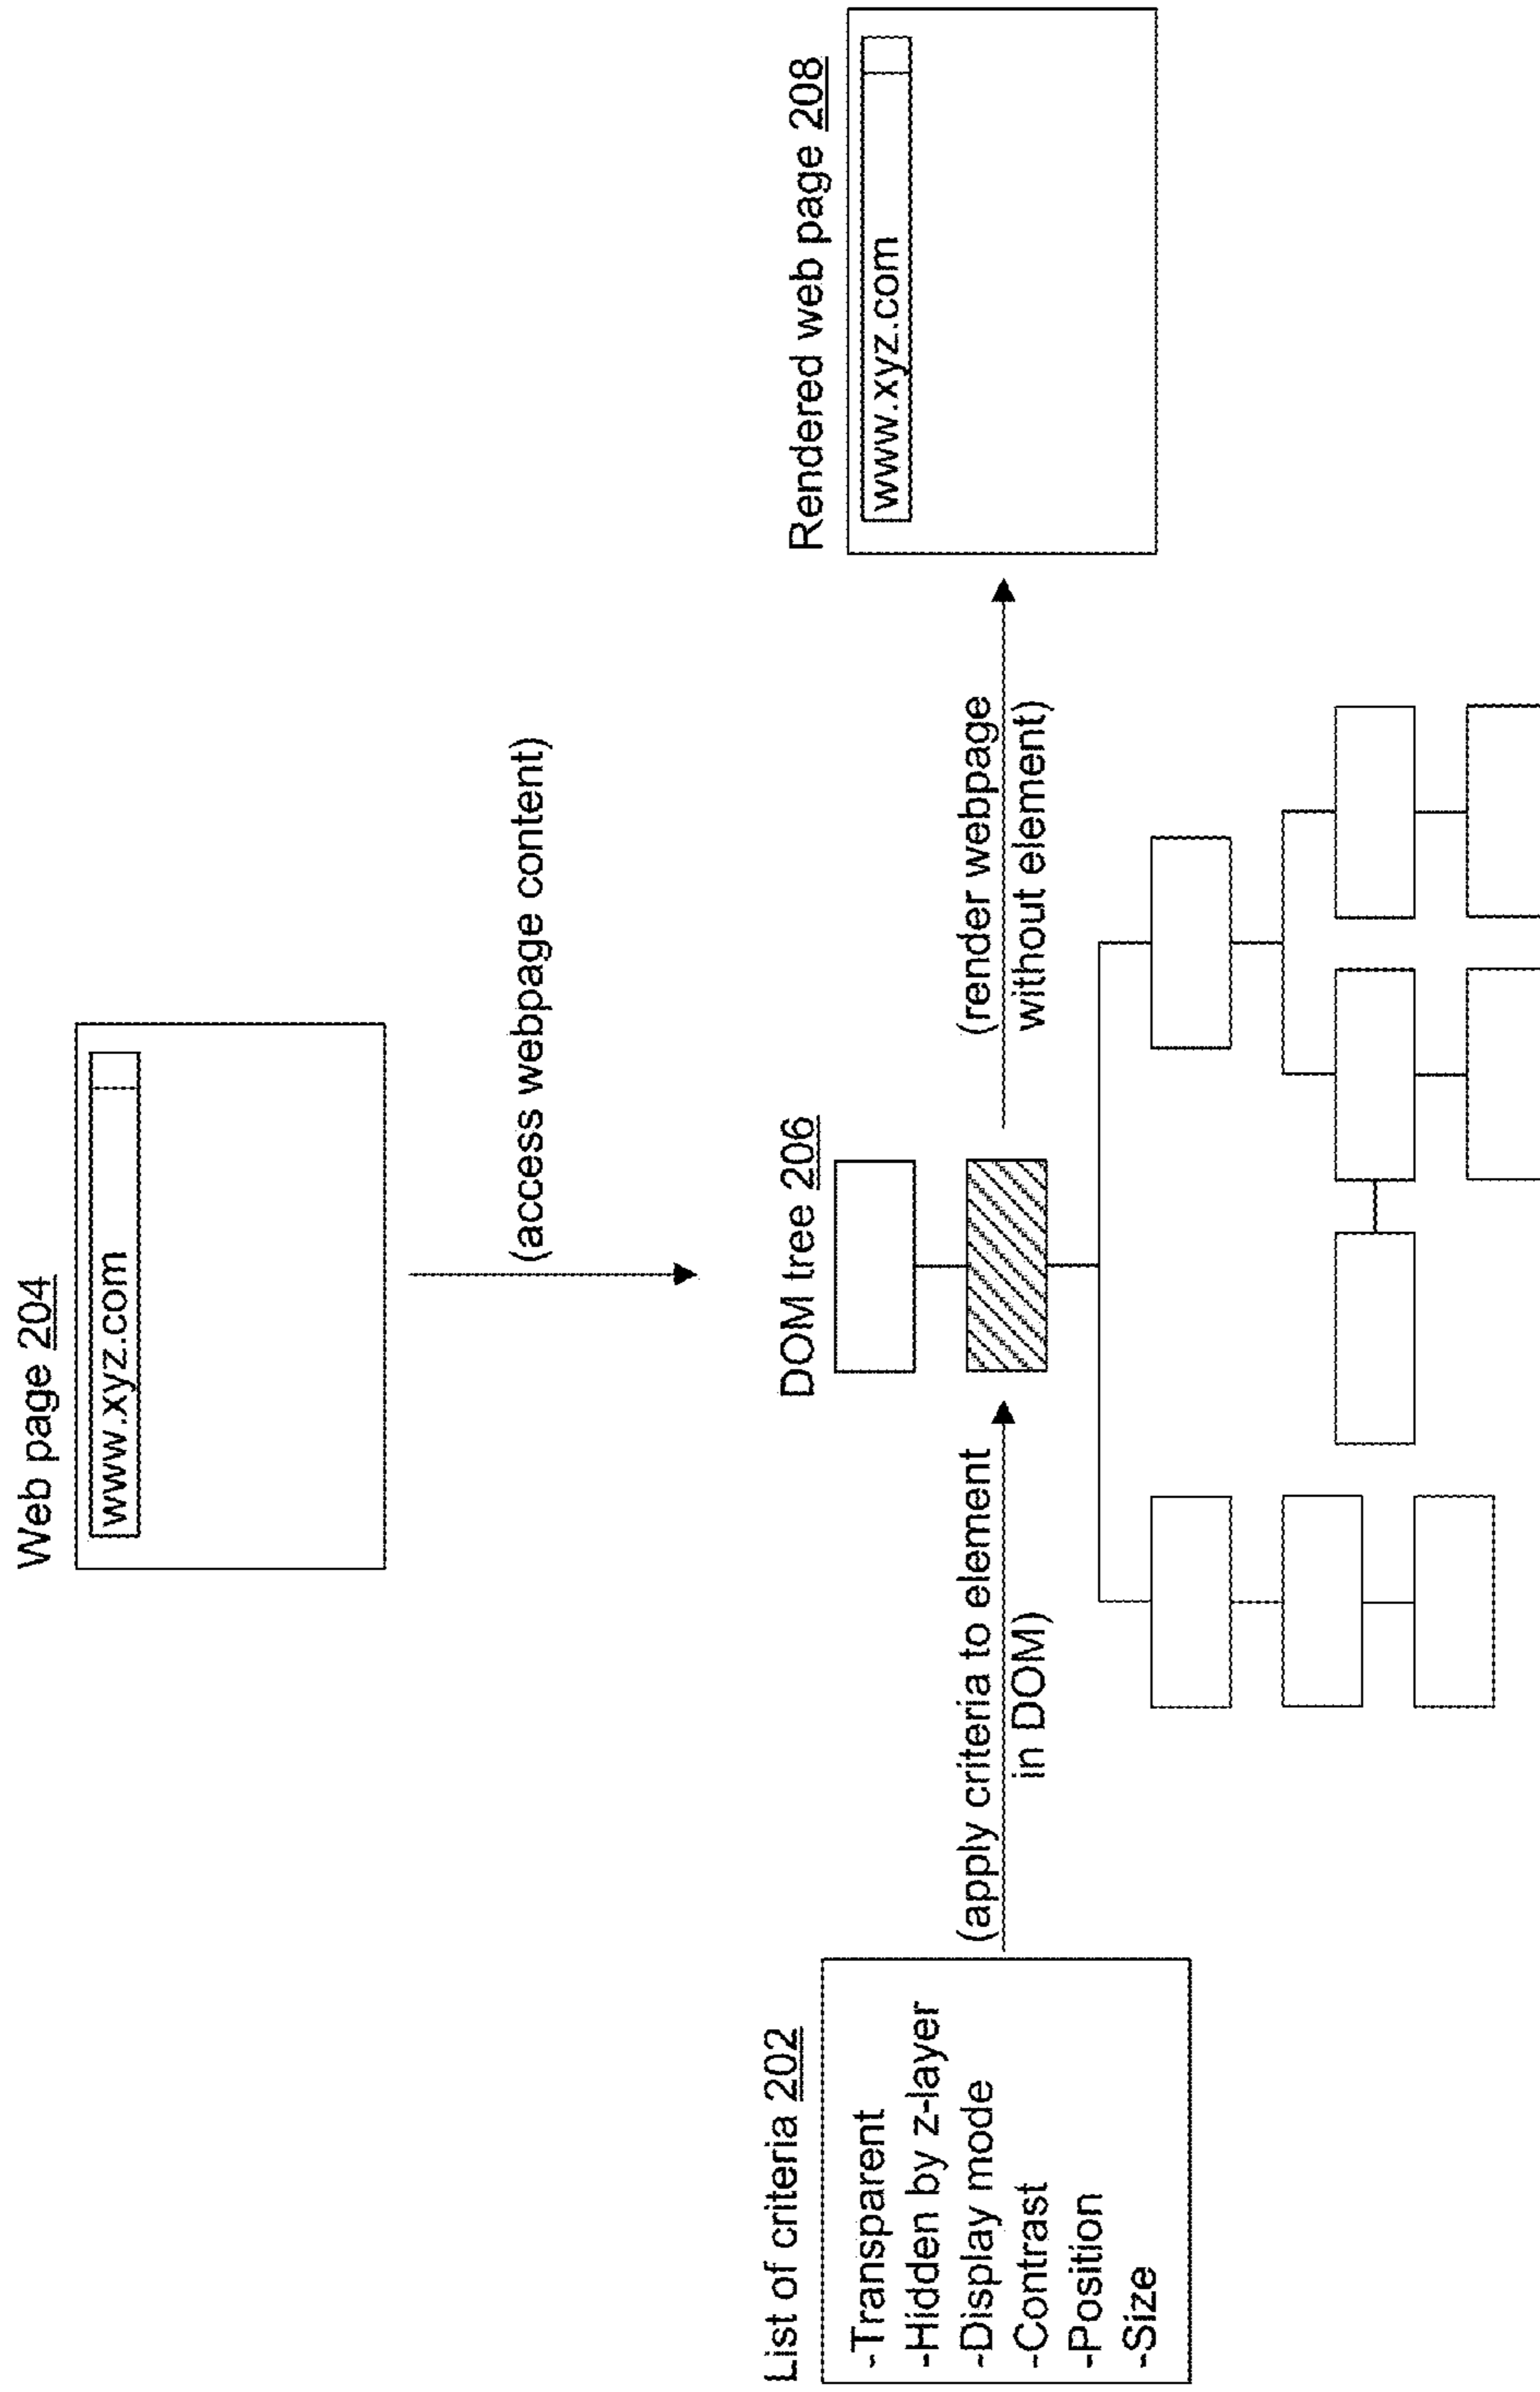 Web page 204
www.xyz.com
(access webpage content)
List of criteria 202
-Transparent
-Hidden by z-layer
-Display mode
-Contrast
-Position
-Size
(apply criteria to element
in DOM)
DOM tree 206
(render webpage
without element)
Rendered web page 208
www.xyz.com